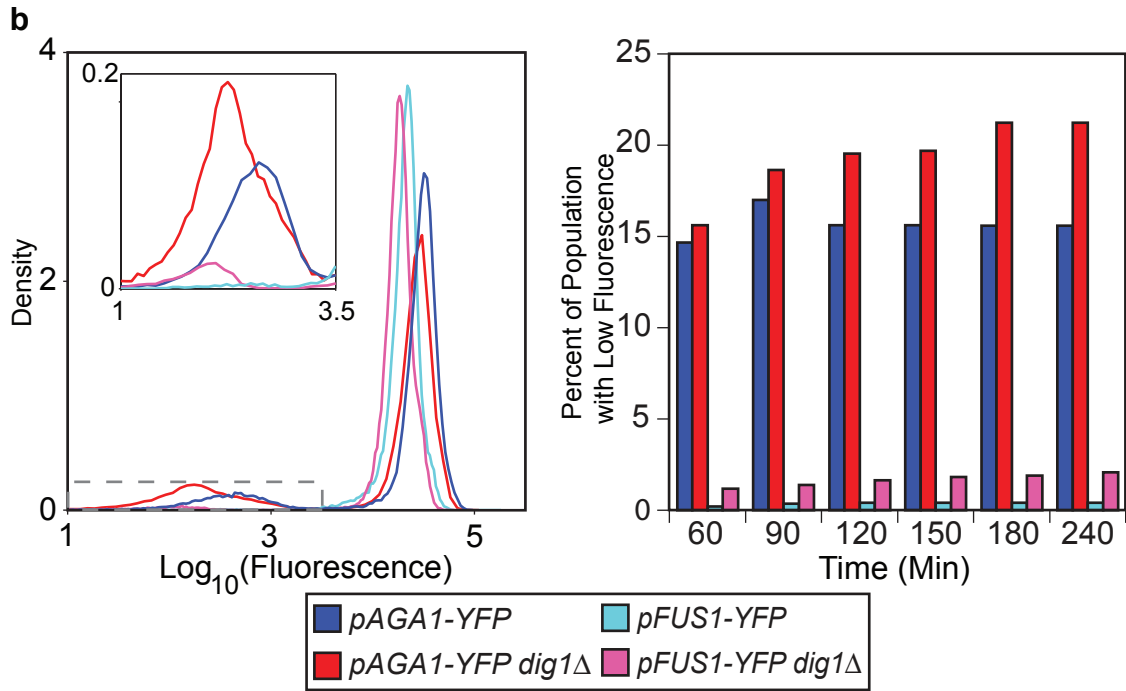 b
4
2
0
Density
0.2
0
1
3.5
1
3
5
Log10(Fluorescence)
25
20
15
10
5
0
Percent of Population
with Low Fluorescence
60 90 120 150 180 240
Time (Min)
pAGA1-YFP
pFUS1-YFP
pAGA1-YFP dig1Δ
pFUS1-YFP dig1Δ